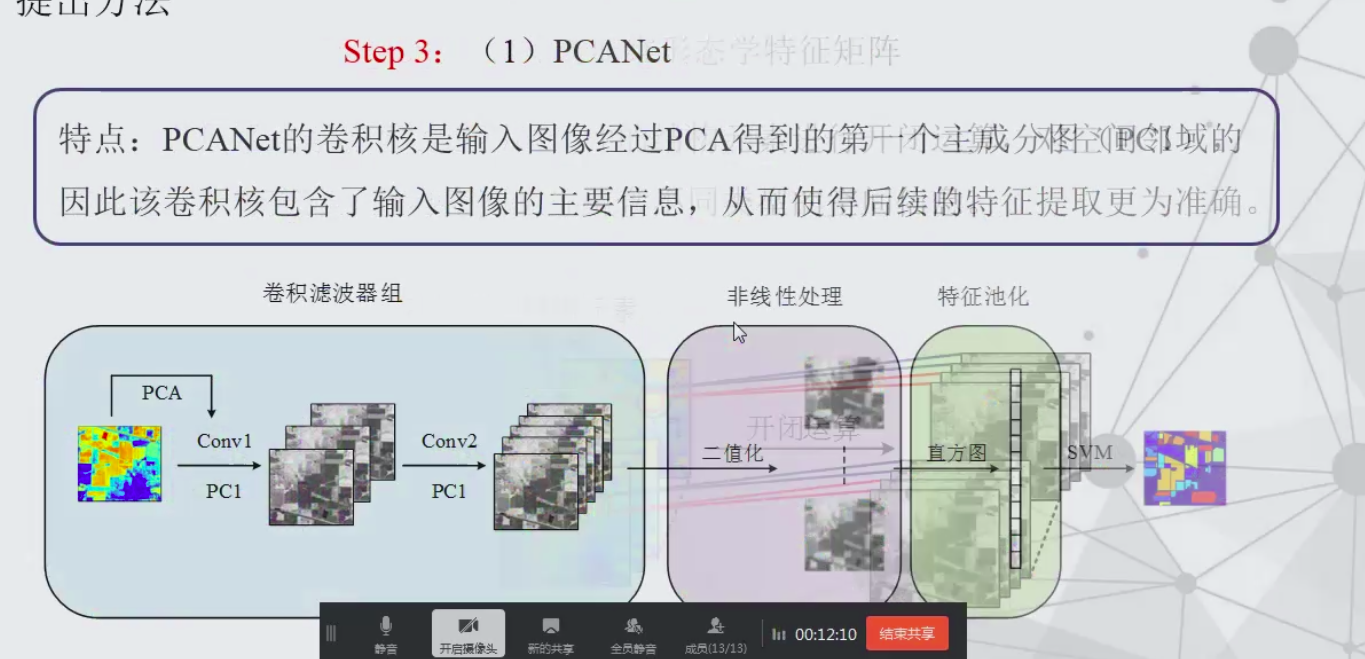 提出方法
Step 3：（1）PCANet
形态学特征矩阵
特点：PCANet的卷积核是输入图像经过PCA得到的第一个主成分图（PC1），
因此该卷积核包含了输入图像的主要信息，从而使得后续的特征提取更为准确。
卷积滤波器组
非线性处理
特征池化
PCA
Conv1
PC1
Conv2
PC1
开闭运算
二值化
直方图
SVM
静音
开启摄像头
新的共享
全员静音
成员(13/13)
00:12:10
结束共享